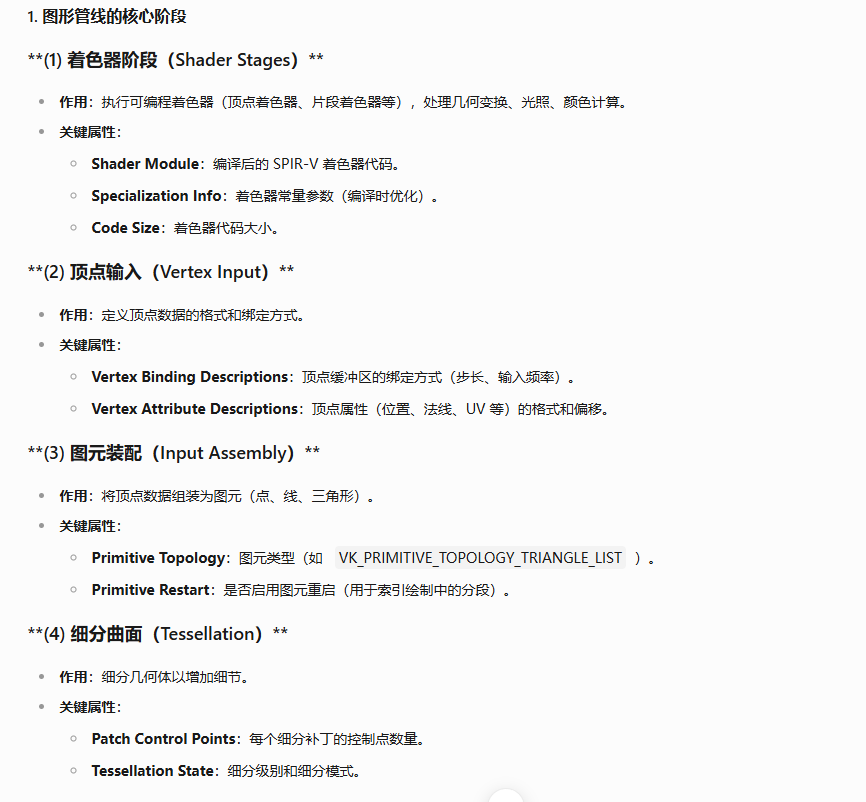 1. 图形管线的核心阶段
**(1) 着色器阶段（Shader Stages）**
作用：执行可编程着色器（顶点着色器、片段着色器等），处理几何变换、光照、颜色计算。
关键属性：
Shader Module：编译后的 SPIR-V 着色器代码。
Specialization Info：着色器常量参数（编译时优化）。
Code Size：着色器代码大小。
**(2) 顶点输入（Vertex Input）**
作用：定义顶点数据的格式和绑定方式。
关键属性：
Vertex Binding Descriptions：顶点缓冲区的绑定方式（步长、输入频率）。
Vertex Attribute Descriptions：顶点属性（位置、法线、UV 等）的格式和偏移。
**(3) 图元装配（Input Assembly）**
作用：将顶点数据组装为图元（点、线、三角形）。
关键属性：
Primitive Topology：图元类型（如 VK_PRIMITIVE_TOPOLOGY_TRIANGLE_LIST ）。
Primitive Restart：是否启用图元重启（用于索引绘制中的分段）。
**(4) 细分曲面（Tessellation）**
作用：细分几何体以增加细节。
关键属性：
Patch Control Points：每个细分补丁的控制点数量。
Tessellation State：细分级别和细分模式。